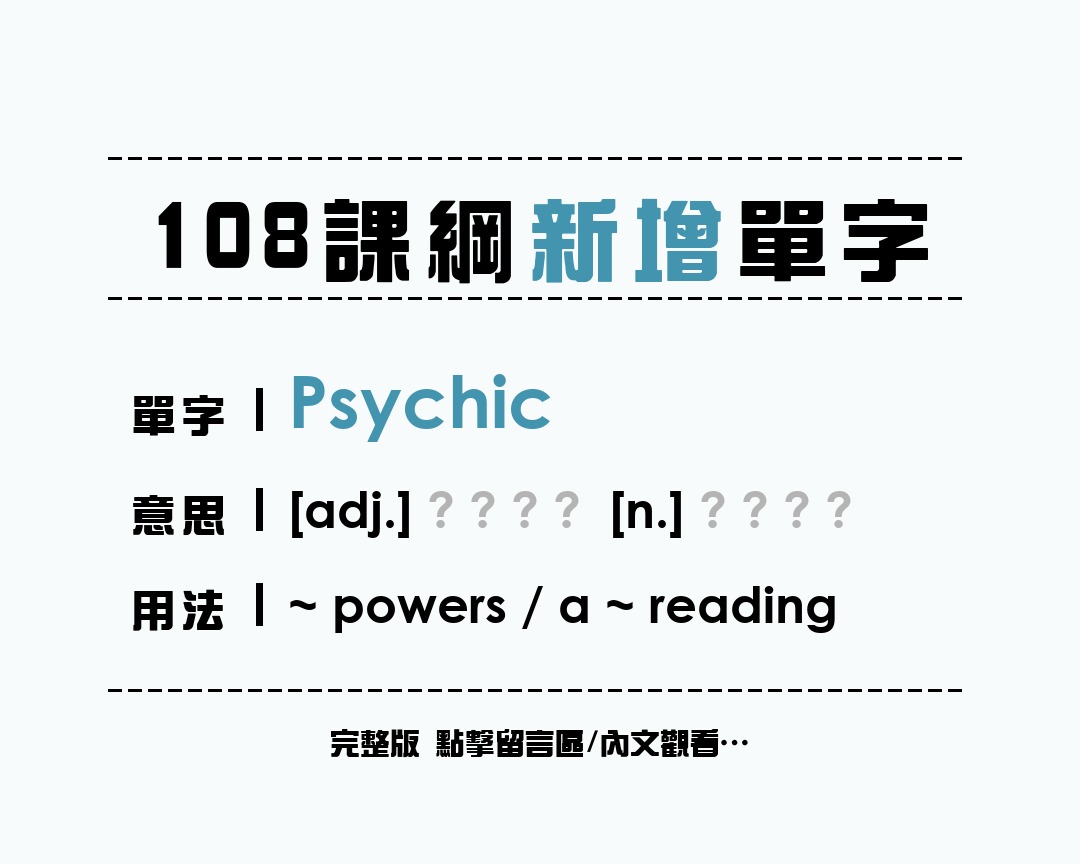 108課綱新增單字
單字 | Psychic
意思 | [adj.] ？？？？ [n.] ？？？？
用法 | ~ powers / a ~ reading
完整版 點擊留言區/內文觀看…